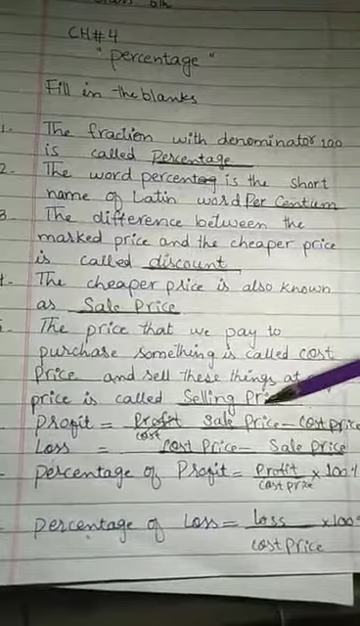 CH#4
"percentage"
Fill in the blanks
1. The fraction with denominator 100
is called Percentage
2. The word percentag is the short
name of Latin word Per Centum
3. The difference between the
marked price and the cheaper price
is called discount
The cheaper price is also known
as Sale Price
The price that we pay to
purchase something is called cost
Price and sell these things at
price is called Selling Pri
Profit = Profit Sale Price - Cost price
cost
Loss = cost Price - Sale price
percentage of Profit = Profit / cost price × 100%
percentage of Loss = Loss / cost Price × 100%